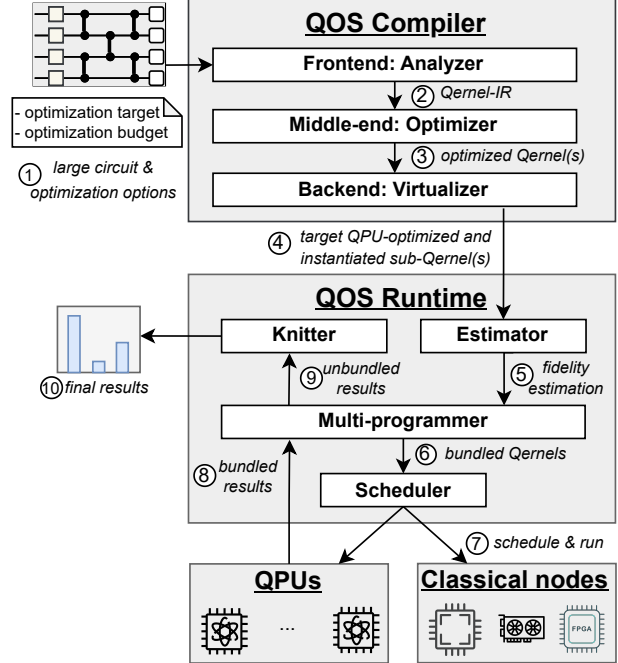 QOS Compiler
Frontend: Analyzer
② Qernel-IR
- optimization target
- optimization budget
Middle-end: Optimizer
① large circuit &
optimization options
③ optimized Qernel(s)
Backend: Virtualizer
④ target QPU-optimized and
instantiated sub-Qernel(s)
QOS Runtime
Knitter
Estimator
⑩ final results
⑨ unbundled
results
⑤ fidelity
estimation
Multi-programmer
⑧ bundled
results
⑥ bundled Qernels
Scheduler
⑦ schedule & run
QPUs
...
Classical nodes
FPGA